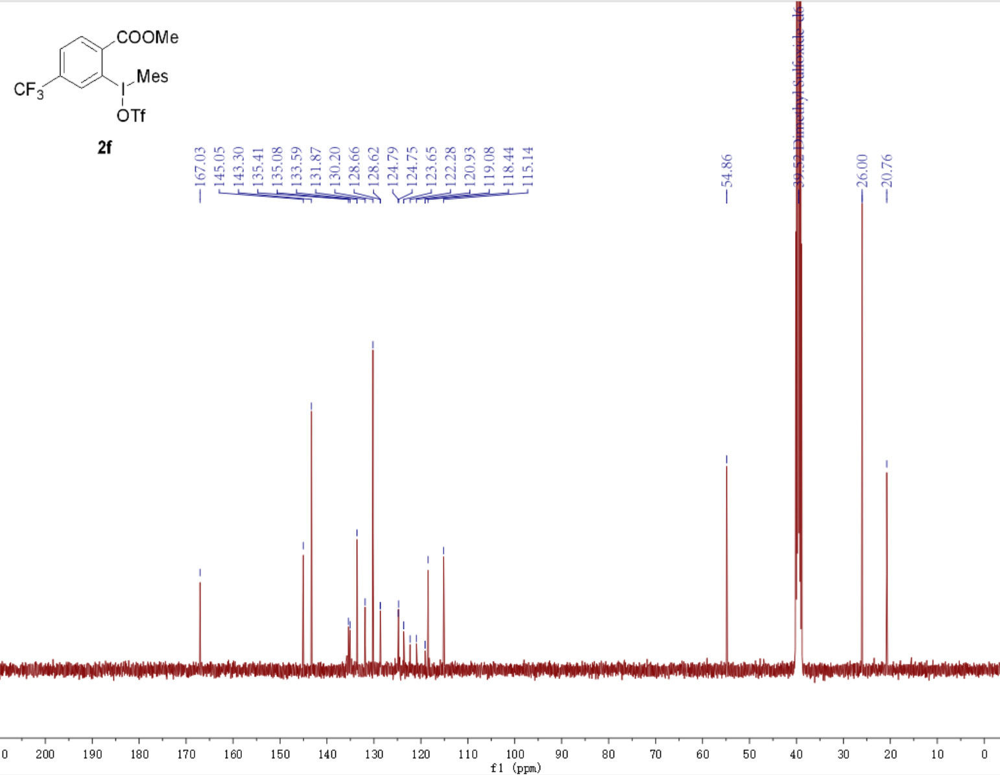 COOMe
Mes
CF3
I
OTf
2f
167.03
145.05
143.30
135.41
135.08
133.59
131.87
130.20
128.66
128.62
124.79
124.75
123.65
122.28
120.93
119.08
118.44
115.14
54.86
39.52 Dimethyl Sulfoxide-d6
26.00
20.76
0 200 190 180 170 160 150 140 130 120 110 100 90 80 70 60 50 40 30 20 10 0
f1 (ppm)